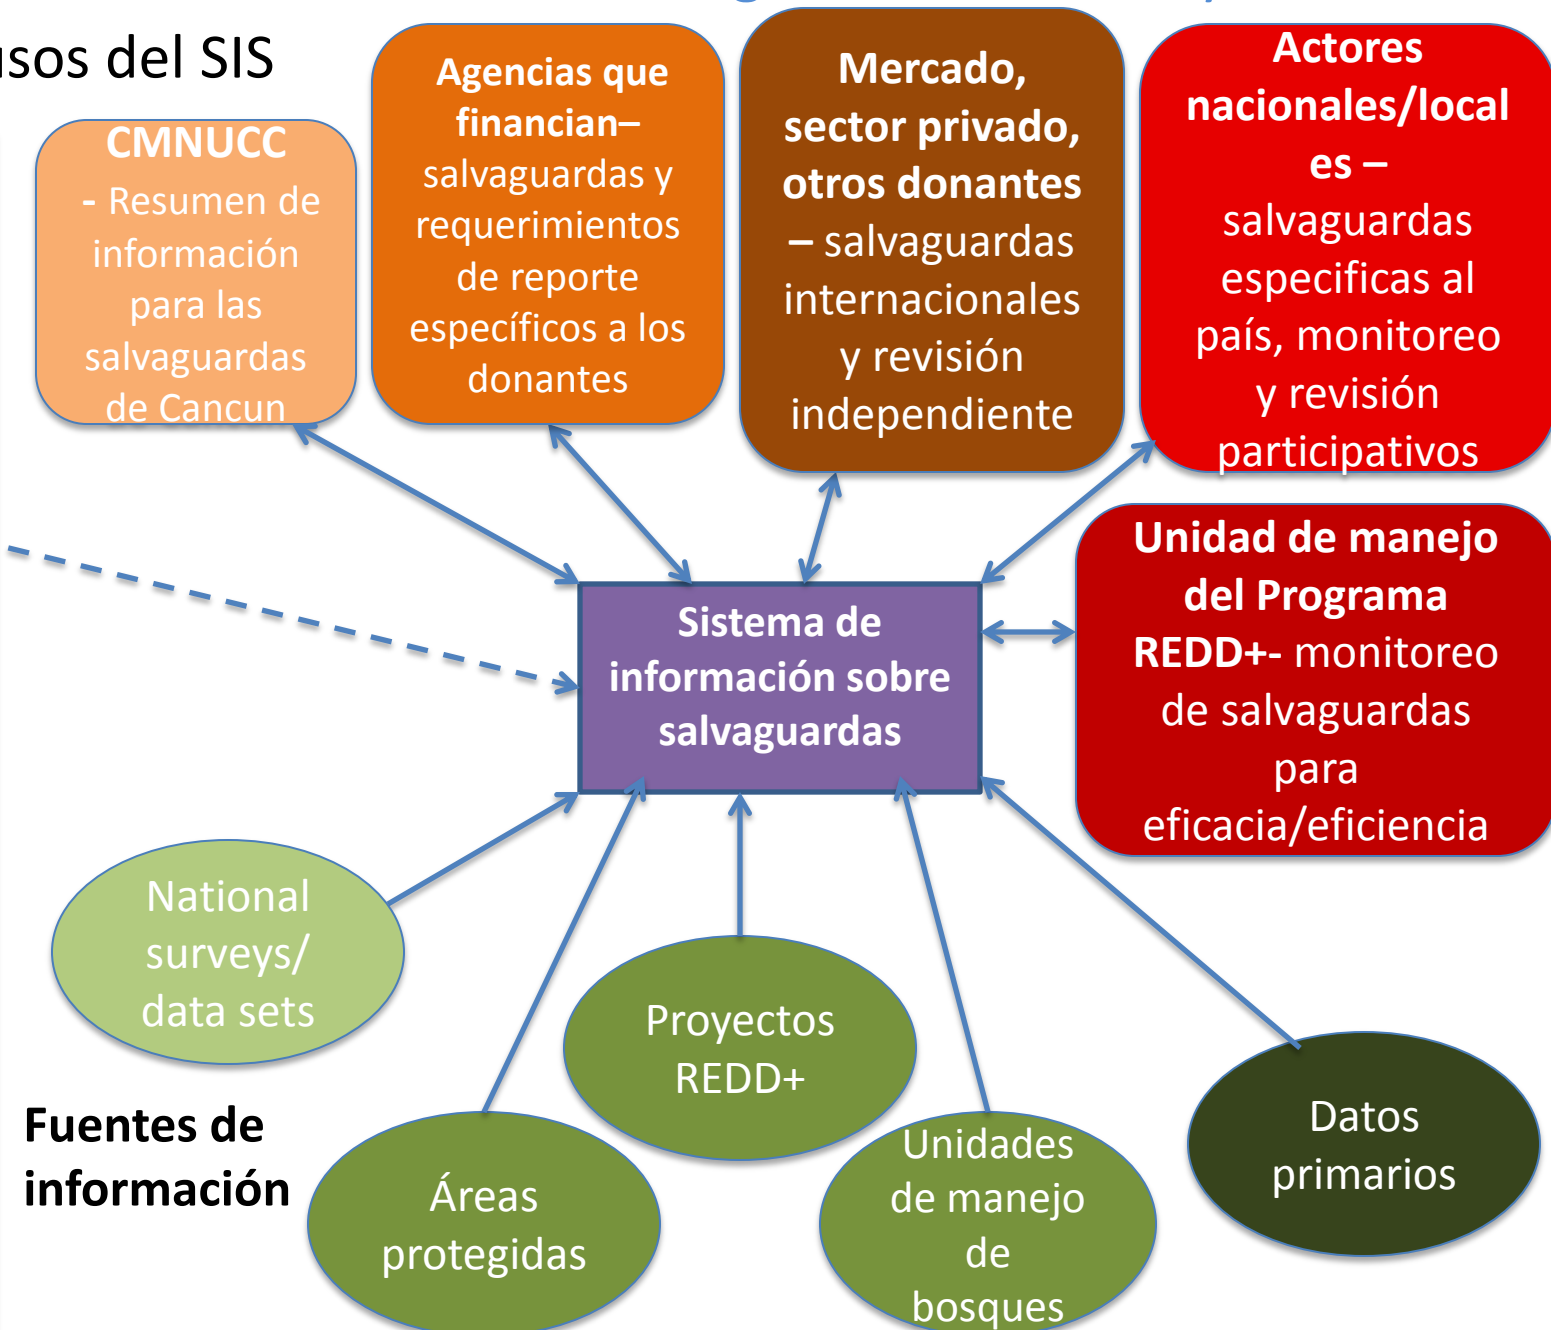 usos del SIS
CMNUCC
- Resumen de
información
para las
salvaguardas
de Cancun
Agencias que
financian–
salvaguardas y
requerimientos
de reporte
específicos a los
donantes
Mercado,
sector privado,
otros donantes
– salvaguardas
internacionales
y revisión
independiente
Actores
nacionales/local
es –
salvaguardas
especificas al
país, monitoreo
y revisión
participativos
Unidad de manejo
del Programa
REDD+- monitoreo
de salvaguardas
para
eficacia/eficiencia
Sistema de
información sobre
salvaguardas
National
surveys/
data sets
Proyectos
REDD+
Fuentes de
información
Áreas
protegidas
Unidades
de manejo
de
bosques
Datos
primarios